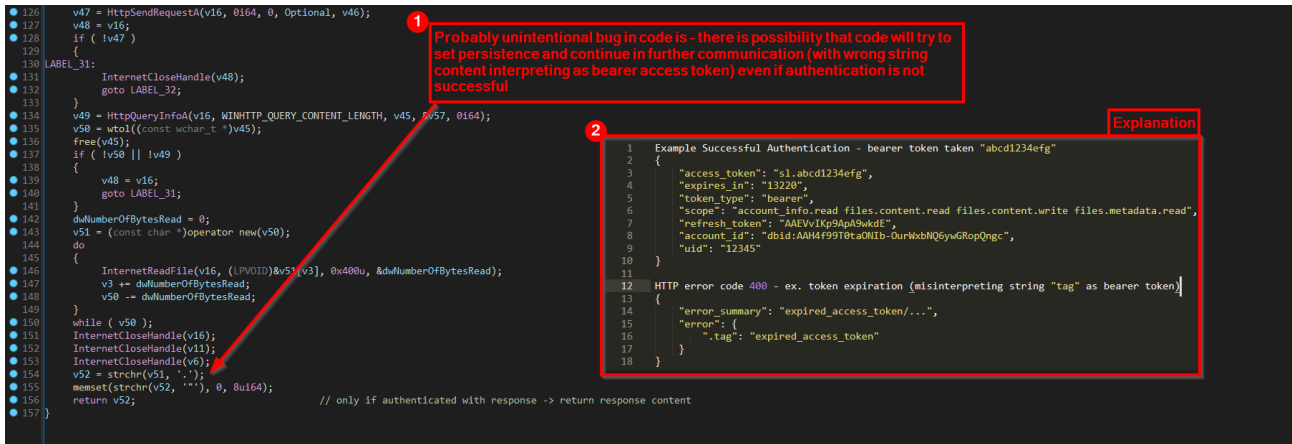 126 v47 = HttpSendRequestA(v16, 0i64, 0, Optional, v46);
127 v48 = v16;
128 if ( !v47 )
129 {
130 LABEL_31:
131 InternetCloseHandle(v48);
132 goto LABEL_32;
133 }
134 v49 = HttpQueryInfoA(v16, WINHTTP_QUERY_CONTENT_LENGTH, v45, &v57, 0i64);
135 v50 = wtol((const wchar_t *)v45);
136 free(v45);
137 if ( !v50 || !v49 )
138 {
139 v48 = v16;
140 goto LABEL_31;
141 }
142 dwNumberOfBytesRead = 0;
143 v51 = (const char *)operator new(v50);
144 do
145 {
146 InternetReadFile(v16, (LPVOID)&v51[v3], 0x400u, &dwNumberOfBytesRead);
147 v3 += dwNumberOfBytesRead;
148 v50 -= dwNumberOfBytesRead;
149 }
150 while ( v50 );
151 InternetCloseHandle(v16);
152 InternetCloseHandle(v11);
153 InternetCloseHandle(v6);
154 v52 = strchr(v51, '.');
155 memset(strchr(v52, '"'), 0, 8ui64);
156 return v52; // only if authenticated with response -> return response content
157 }
1
Probably unintentional bug in code is - there is possibility that code will try to
set persistence and continue in further communication (with wrong string
content interpreting as bearer access token) even if authentication is not
successful
2
Explanation
1 Example Successful Authentication - bearer token taken "abcd1234efg"
2 {
3 "access_token": "sl.abcd1234efg",
4 "expires_in": "13220",
5 "token_type": "bearer",
6 "scope": "account_info.read files.content.read files.content.write files.metadata.read",
7 "refresh_token": "AAEVvIKp9ApA9wkdE",
8 "account_id": "dbid:AAH4f99T0taONIb-OurWxbNQ6ywGRopQngc",
9 "uid": "12345"
10 }
11
12 HTTP error code 400 - ex. token expiration (misinterpreting string "tag" as bearer token)
13 {
14 "error_summary": "expired_access_token/...",
15 "error": {
16 ".tag": "expired_access_token"
17 }
18 }